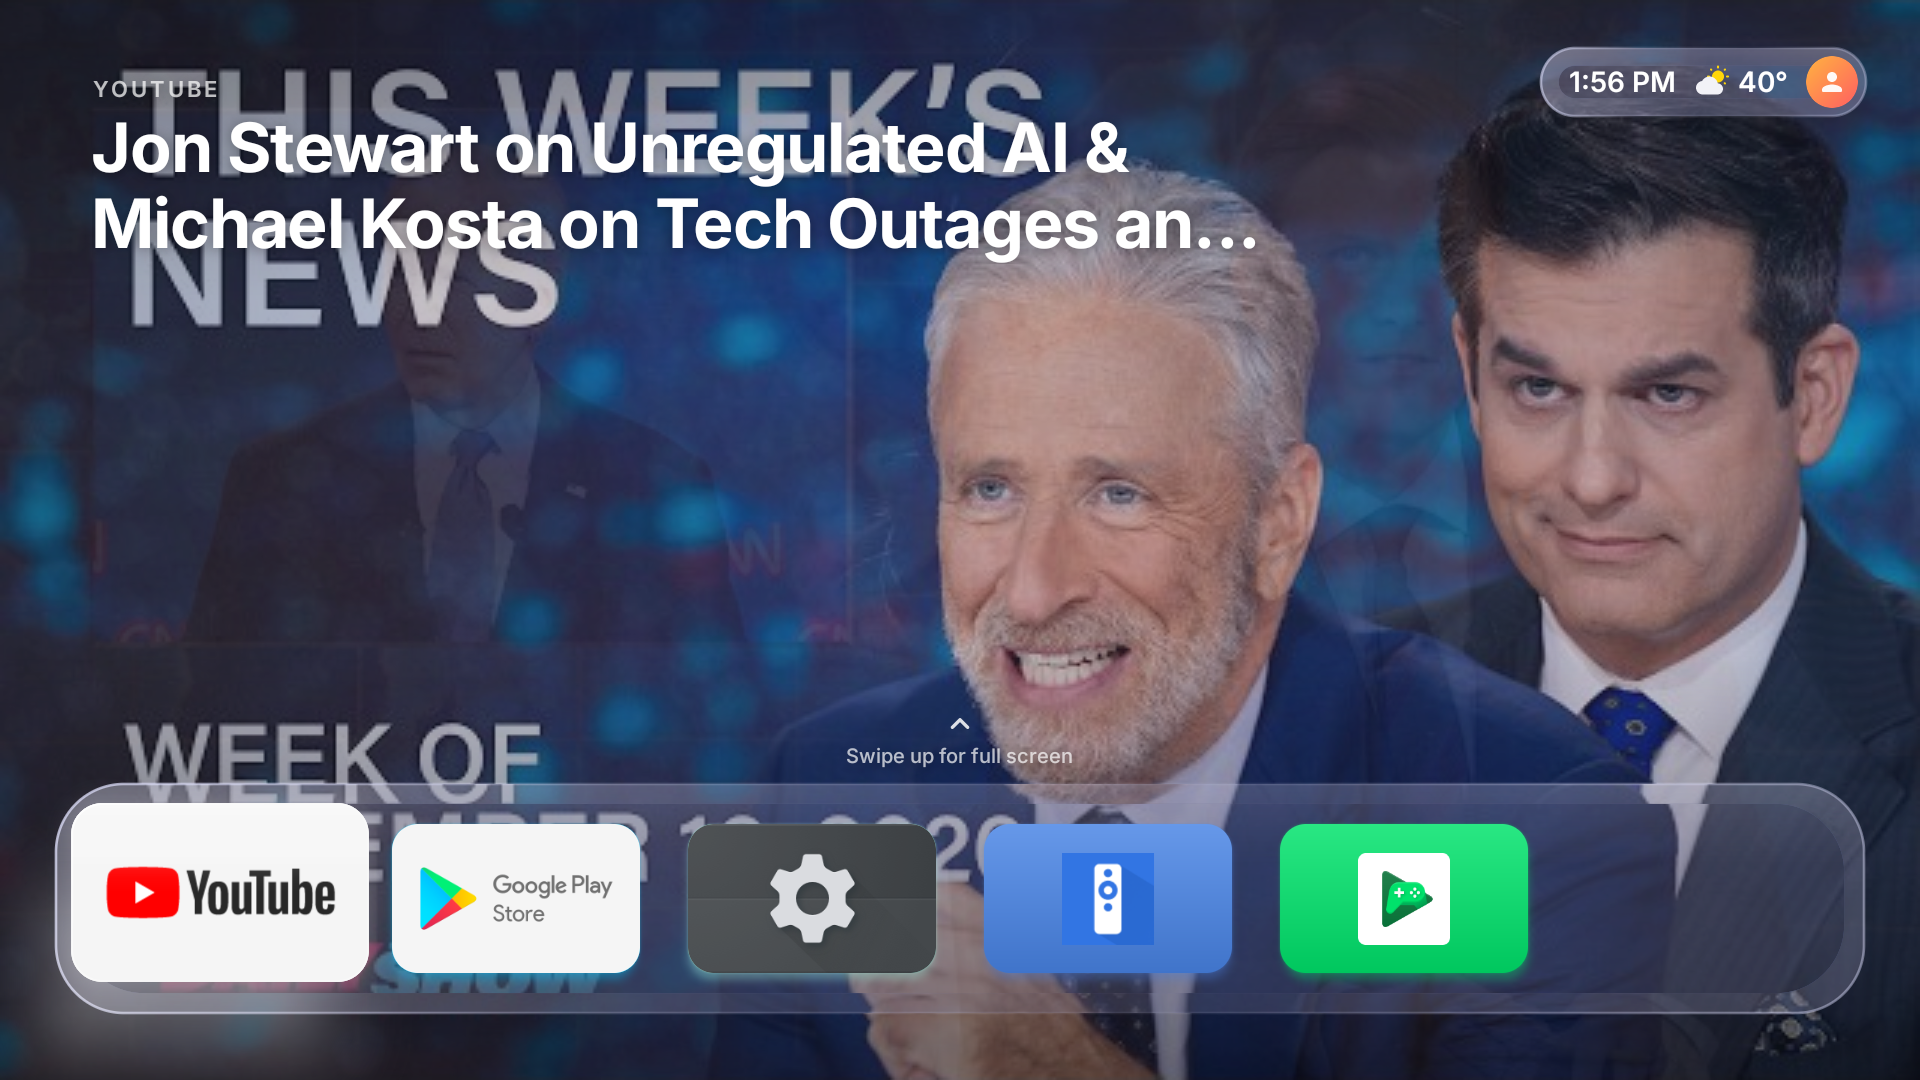 YOUTUBE
1:56 PM 40°
THIS WEEK'S
Jon Stewart on Unregulated AI &
Michael Kosta on Tech Outages an...
NEWS
Swipe up for full screen
WEEK OF
YouTube
Google Play
Store
SHOW